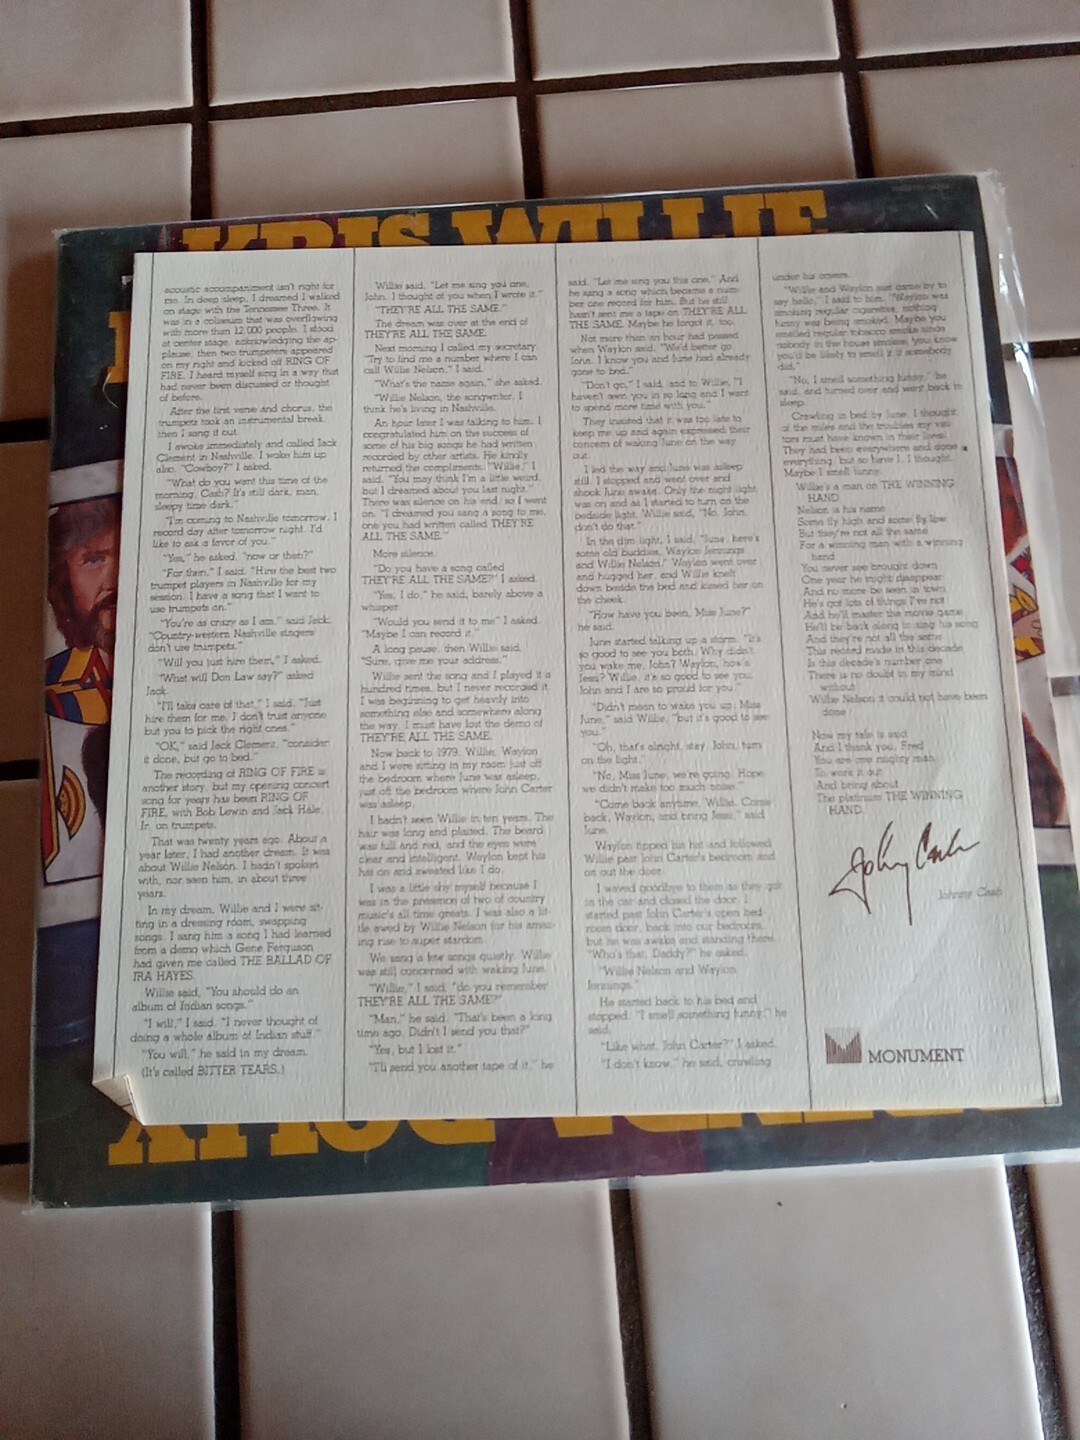 KRIS WILLIE
acoustic accompaniment isn't right for
me. In deep sleep, I dreamed I walked
on stage with the Tennessee Three. It
was in a coliseum that was overflowing
with more than 12,000 people. I stood
at center stage, acknowledging the ap-
plause, then two trumpeters appeared
on my right and kicked off RING OF
FIRE. I heard myself sing in a way that
had never been discussed or thought
of before.
After the first verse and chorus, the
trumpets took an instrumental break,
then I sang it out.
I awoke immediately and called Jack
Clement in Nashville. I woke him up
also. "Cowboy?" I asked.
"What do you want this time of the
morning, Cash? It's still dark, man,
sleepy time dark."
"I'm coming to Nashville tomorrow. I
record day after tomorrow night. I'd
like to ask a favor of you."
"Yes," he asked, "now or then?"
"For then," I said. "Hire the best two
trumpet players in Nashville for my
session. I have a song that I want to
use trumpets on."
"You're as crazy as I am," said Jack.
"Country-western Nashville singers
don't use trumpets."
"Will you just hire them," I asked.
"What will Don Law say?" asked
Jack.
"I'll take care of that," I said. "Just
hire them for me. I don't trust anyone
but you to pick the right ones."
"OK," said Jack Clement, "consider
it done, but go to bed."
The recording of RING OF FIRE is
another story, but my opening concert
song for years has been RING OF
FIRE, with Bob Lewin and Jack Hale,
Jr. on trumpets.
That was twenty years ago. About a
year later, I had another dream. It was
about Willie Nelson. I hadn't spoken
with, nor seen him, in about three
years.
In my dream, Willie and I were sit-
ting in a dressing room, swapping
songs. I sang him a song I had learned
from a demo which Gene Ferguson
had given me called THE BALLAD OF
IRA HAYES.
Willie said, "You should do an
album of Indian songs."
"I will," I said. "I never thought of
doing a whole album of Indian stuff."
"You will," he said in my dream.
(It's called BITTER TEARS.)
Willie said, "Let me sing you one,
John. I thought of you when I wrote it."
"THEY'RE ALL THE SAME."
The dream was over at the end of
THEY'RE ALL THE SAME.
Next morning I called my secretary.
"Try to find me a number where I can
call Willie Nelson," I said.
"What's the name again," she asked.
"Willie Nelson, the songwriter, I
think he's living in Nashville.
An hour later I was talking to him. I
congratulated him on the success of
some of his big songs he had written
recorded by other artists. He kindly
returned the compliments. "Willie," I
said. "You may think I'm a little weird,
but I dreamed about you last night."
There was silence on his end, so I went
on. "I dreamed you sang a song to me,
one you had written called THEY'RE
ALL THE SAME."
More silence.
"Do you have a song called
THEY'RE ALL THE SAME?" I asked.
"Yes, I do," he said, barely above a
whisper.
"Would you send it to me" I asked.
"Maybe I can record it."
A long pause, then Willie said,
"Sure, give me your address."
Willie sent the song and I played it a
hundred times, but I never recorded it.
I was beginning to get heavily into
something else and somewhere along
the way, I must have lost the demo of
THEY'RE ALL THE SAME.
Now back to 1979. Willie, Waylon
and I were sitting in my room just off
the bedroom where June was asleep,
just off the bedroom where John Carter
was asleep.
I hadn't seen Willie in ten years. The
hair was long and plaited. The beard
was full and red, and the eyes were
clear and intelligent. Waylon kept his
hat on and sweated like I do.
I was a little shy myself because I
was in the presence of two of country
music's all time greats. I was also a lit-
tle awed by Willie Nelson for his amaz-
ing rise to super stardom.
We sang a few songs quietly. Willie
was still concerned with waking June.
"Willie," I said, "do you remember
THEY'RE ALL THE SAME?"
"Man," he said. "That's been a long
time ago. Didn't I send you that?"
"Yes, but I lost it."
"I'll send you another tape of it," he
said. "Let me sing you this one." And
he sang a song which became a num-
ber one record for him. But he still
hasn't sent me a tape on THEY'RE ALL
THE SAME. Maybe he forgot it, too.
Not more than an hour had passed
when Waylon said, "We'd better go
John. I know you and June had already
gone to bed."
"Don't go," I said, and to Willie, "I
haven't seen you in so long and I want
to spend more time with you."
They insisted that it was too late to
keep me up and again expressed their
concern of waking June on the way
out.
I led the way and June was asleep
still. I stopped and went over and
shook June awake. Only the night light
was on and as I started to turn on the
bedside light, Willie said, "No, John,
don't do that."
In the dim light, I said, "June, here's
some old buddies, Waylon Jennings
and Willie Nelson." Waylon went over
and hugged her, and Willie knelt
down beside the bed and kissed her on
the cheek.
"How have you been, Miss June?"
he said.
June started talking up a storm. "It's
so good to see you both. Why didn't
you wake me, John? Waylon, how's
Jessi? Willie, it's so good to see you.
John and I are so proud for you."
"Didn't mean to wake you up, Miss
June," said Willie, "but it's good to see
you."
"Oh, that's alright, stay. John, turn
on the light."
"No, Miss June, we're going. Hope
we didn't make too much noise."
"Come back anytime, Willie. Come
back, Waylon, and bring Jessi," said
June.
Waylon tipped his hat and followed
Willie past John Carter's bedroom and
on out the door.
I waved goodbye to them as they got
in the car and closed the door. I
started past John Carter's open bed-
room door, back into our bedroom,
but he was awake and standing there.
"Who's that, Daddy?" he asked.
"Willie Nelson and Waylon
Jennings."
He started back to his bed and
stopped. "I smell something funny," he
said.
"Like what, John Carter?" I asked.
"I don't know," he said, crawling
under his covers.
"Willie and Waylon just came by to
say hello," I said to him. "Waylon was
smoking regular cigarettes, nothing
funny was being smoked. Maybe you
smelled regular tobacco smoke since
nobody in the house smokes, you know
you'd be likely to smell it if somebody
did."
"No, I smell something funny," he
said, and turned over and went back to
sleep.
Crawling in bed by June, I thought
of the miles and the troubles my visi-
tors must have known in their lives.
They had been everywhere and done
everything, but so have I, I thought.
Maybe I smell funny.
Willie's a man on THE WINNING
HAND
Nelson is his name
Some fly high and some fly low
But they're not all the same
For a winning man with a winning
hand
You never see brought down
One year he might disappear
And no more be seen in town
He's got lots of things I've not
And he'll master the movie game
He'll be back along to sing his song
And they're not all the same
This record made in this decade
Is this decade's number one
There is no doubt in my mind
without
Willie Nelson it could not have been
done
Now my tale is said
And I thank you, Fred
You are one mighty man
To work it out
And bring about
The platinum THE WINNING
HAND.
Johnny Cash
Johnny Cash
MONUMENT